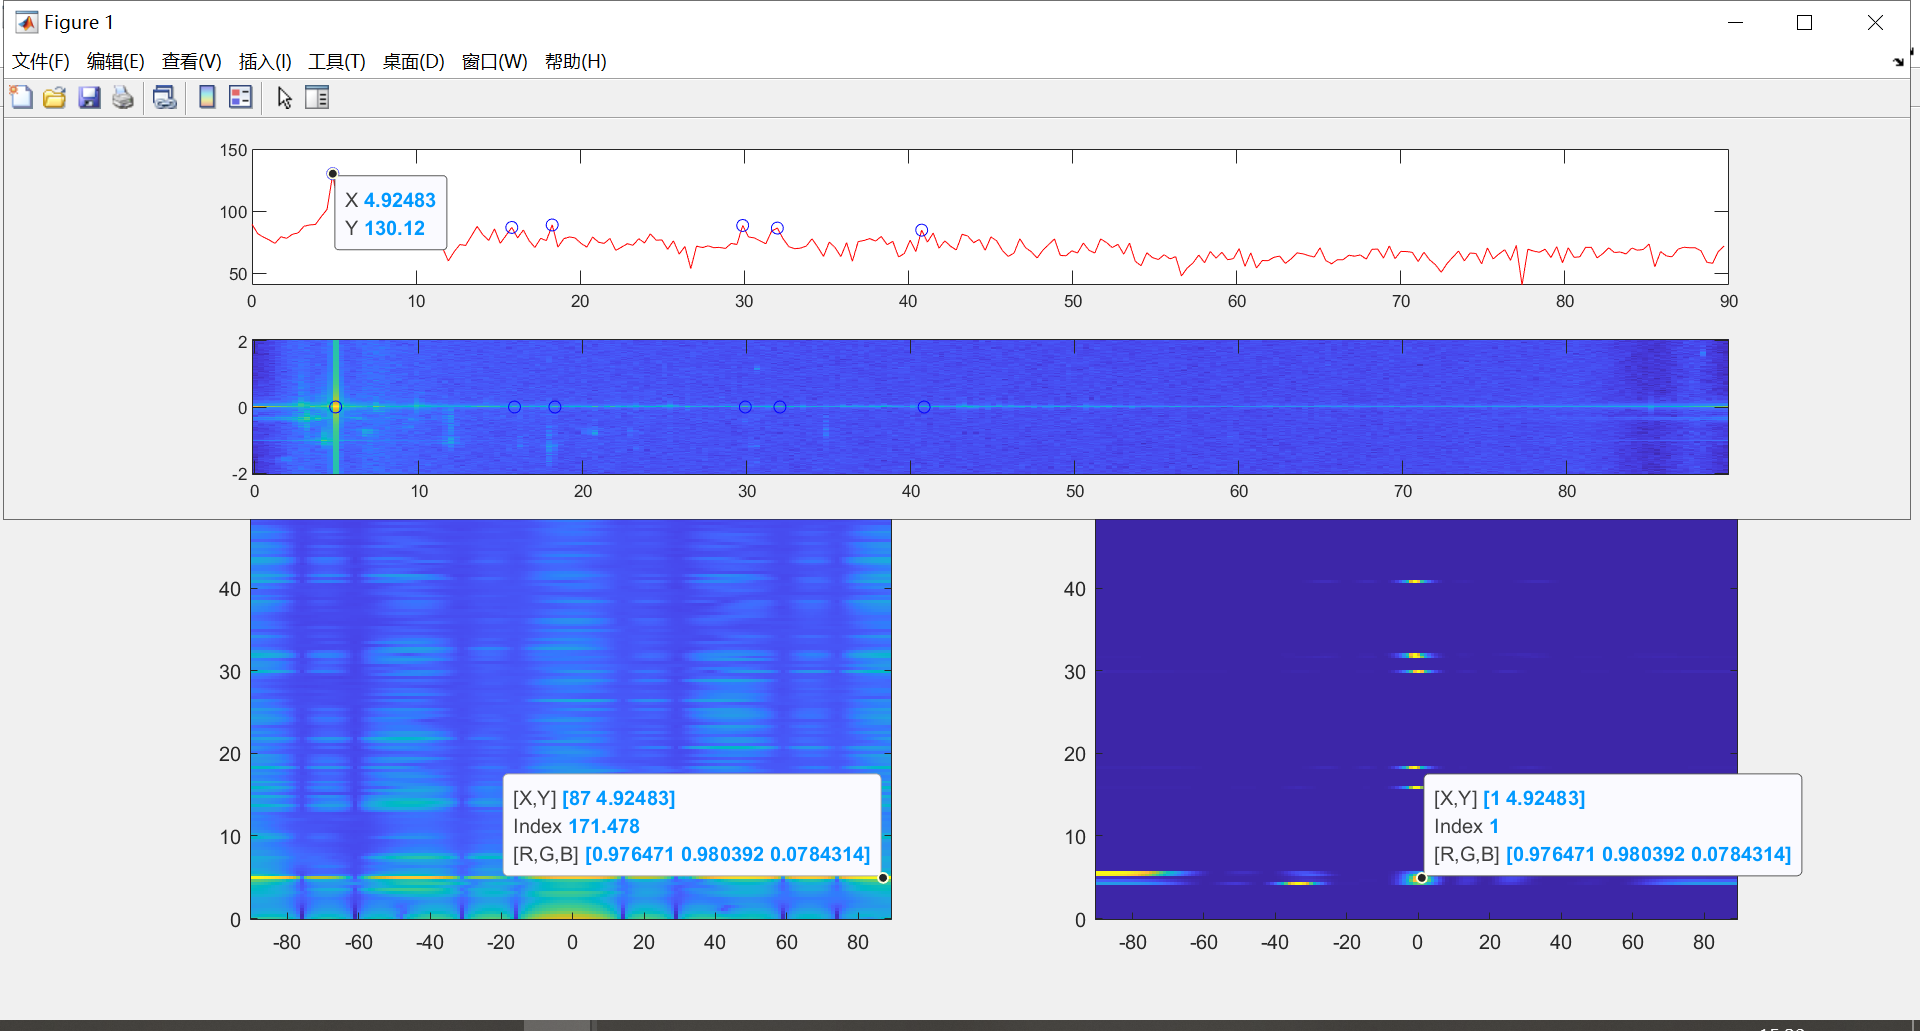 Figure 1
文件(F) 编辑(E) 查看(V) 插入(I) 工具(T) 桌面(D) 窗口(W) 帮助(H)
150
100
50
X 4.92483
Y 130.12
0 10 20 30 40 50 60 70 80 90
2
0
-2
0 10 20 30 40 50 60 70 80
40
30
20
10
0
[X,Y] [87 4.92483]
Index 171.478
[R,G,B] [0.976471 0.980392 0.0784314]
-80 -60 -40 -20 0 20 40 60 80
40
30
20
10
0
[X,Y] [1 4.92483]
Index 1
[R,G,B] [0.976471 0.980392 0.0784314]
-80 -60 -40 -20 0 20 40 60 80